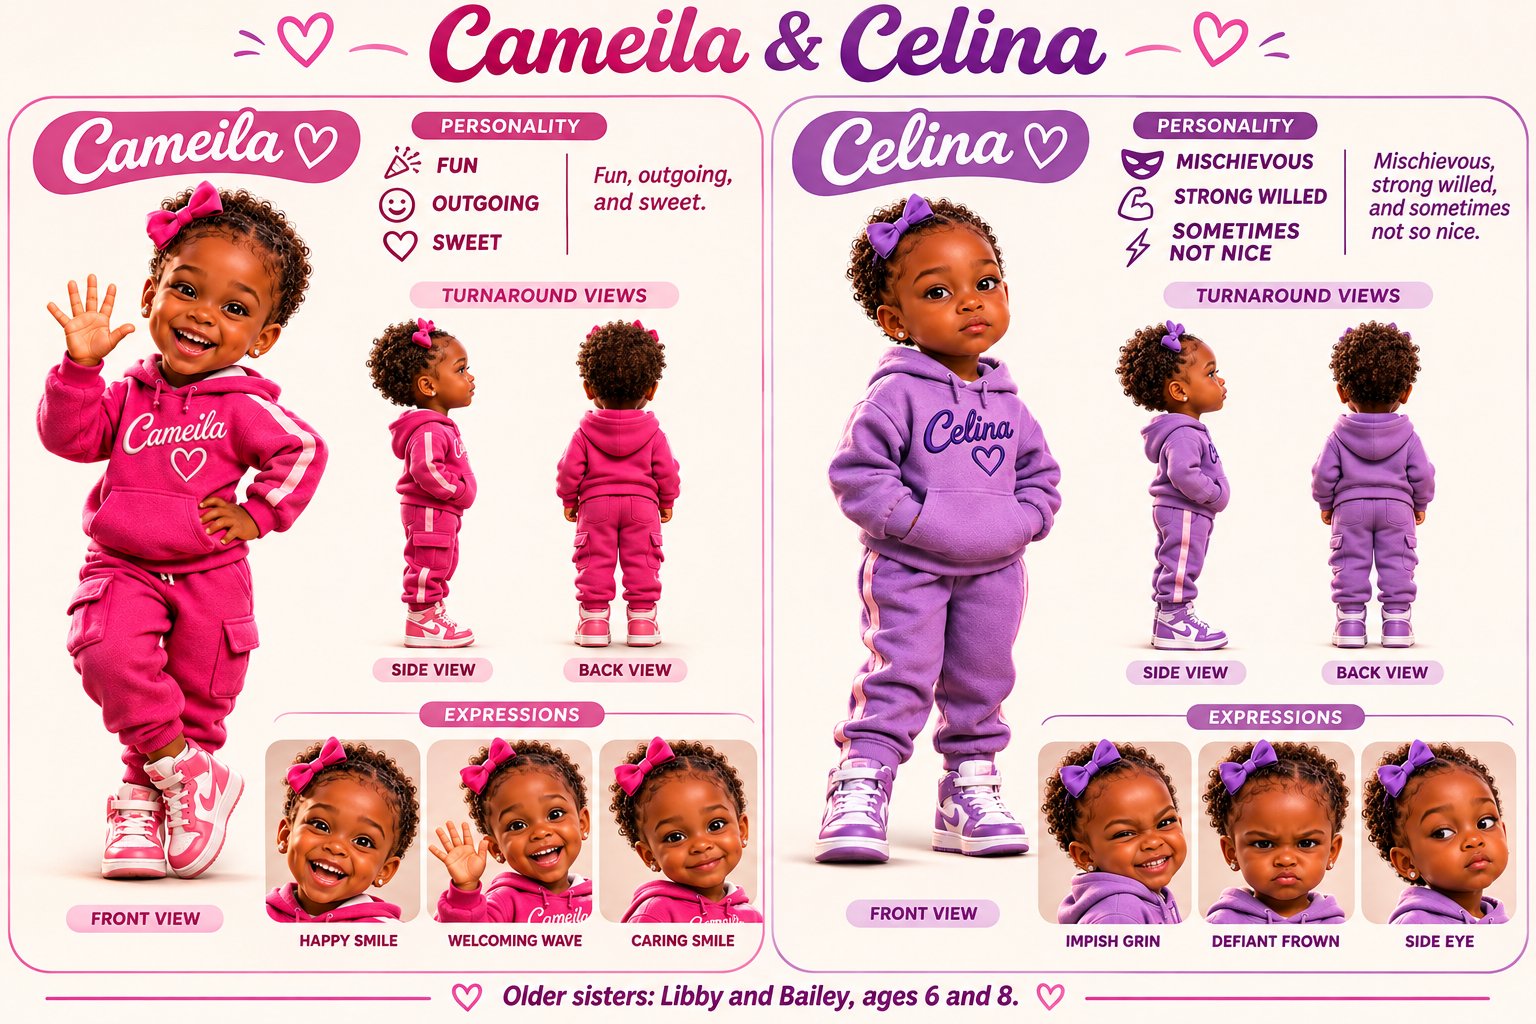 Cameila & Celina
Cameila
PERSONALITY
FUN
OUTGOING
SWEET
Fun, outgoing,
and sweet.
TURNAROUND VIEWS
Cameila
SIDE VIEW
BACK VIEW
FRONT VIEW
EXPRESSIONS
Cameila
HAPPY SMILE
WELCOMING WAVE
CARING SMILE
Celina
PERSONALITY
MISCHIEVOUS
STRONG WILLED
SOMETIMES
NOT NICE
Mischievous,
strong willed,
and sometimes
not so nice.
TURNAROUND VIEWS
Celina
SIDE VIEW
BACK VIEW
FRONT VIEW
EXPRESSIONS
IMPISH GRIN
DEFIANT FROWN
SIDE EYE
Older sisters: Libby and Bailey, ages 6 and 8.